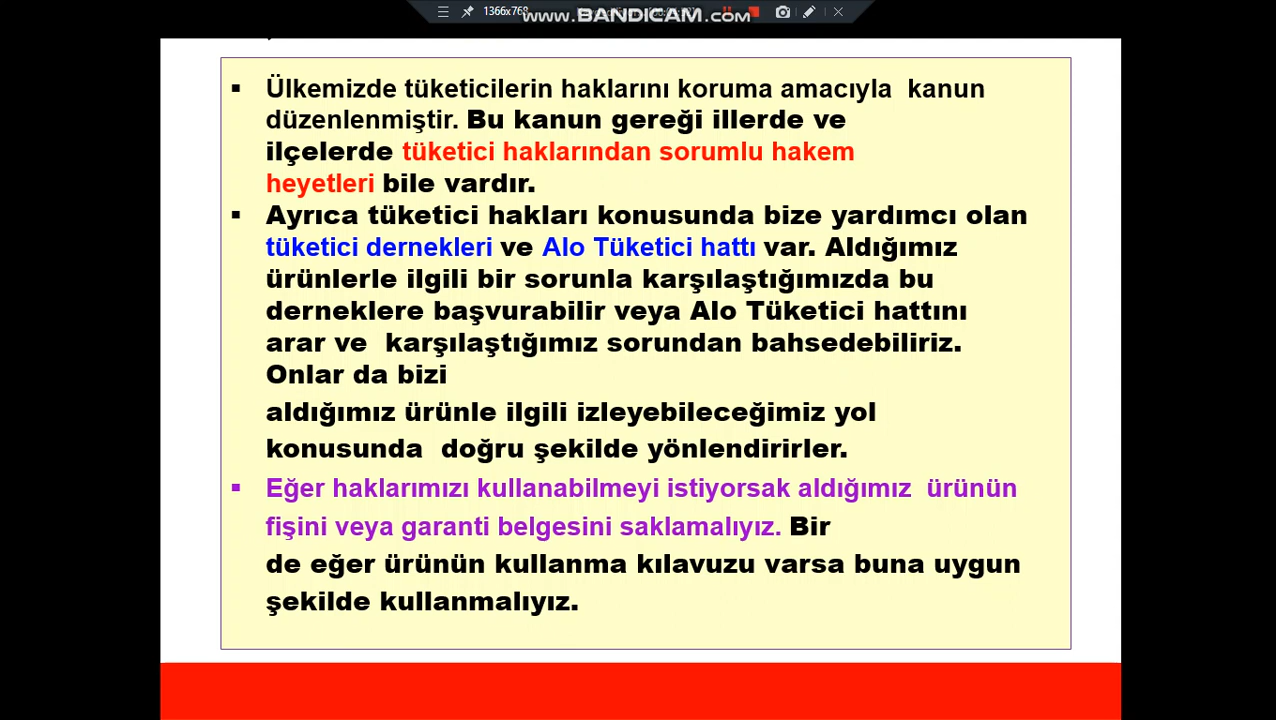 1366x768
www.BANDICAM.com
▪ Ülkemizde tüketicilerin haklarını koruma amacıyla kanun
düzenlenmiştir. Bu kanun gereği illerde ve
ilçelerde tüketici haklarından sorumlu hakem
heyetleri bile vardır.
▪ Ayrıca tüketici hakları konusunda bize yardımcı olan
tüketici dernekleri ve Alo Tüketici hattı var. Aldığımız
ürünlerle ilgili bir sorunla karşılaştığımızda bu
derneklere başvurabilir veya Alo Tüketici hattını
arar ve karşılaştığımız sorundan bahsedebiliriz.
Onlar da bizi
aldığımız ürünle ilgili izleyebileceğimiz yol
konusunda doğru şekilde yönlendirirler.
▪ Eğer haklarımızı kullanabilmeyi istiyorsak aldığımız ürünün
fişini veya garanti belgesini saklamalıyız. Bir
de eğer ürünün kullanma kılavuzu varsa buna uygun
şekilde kullanmalıyız.